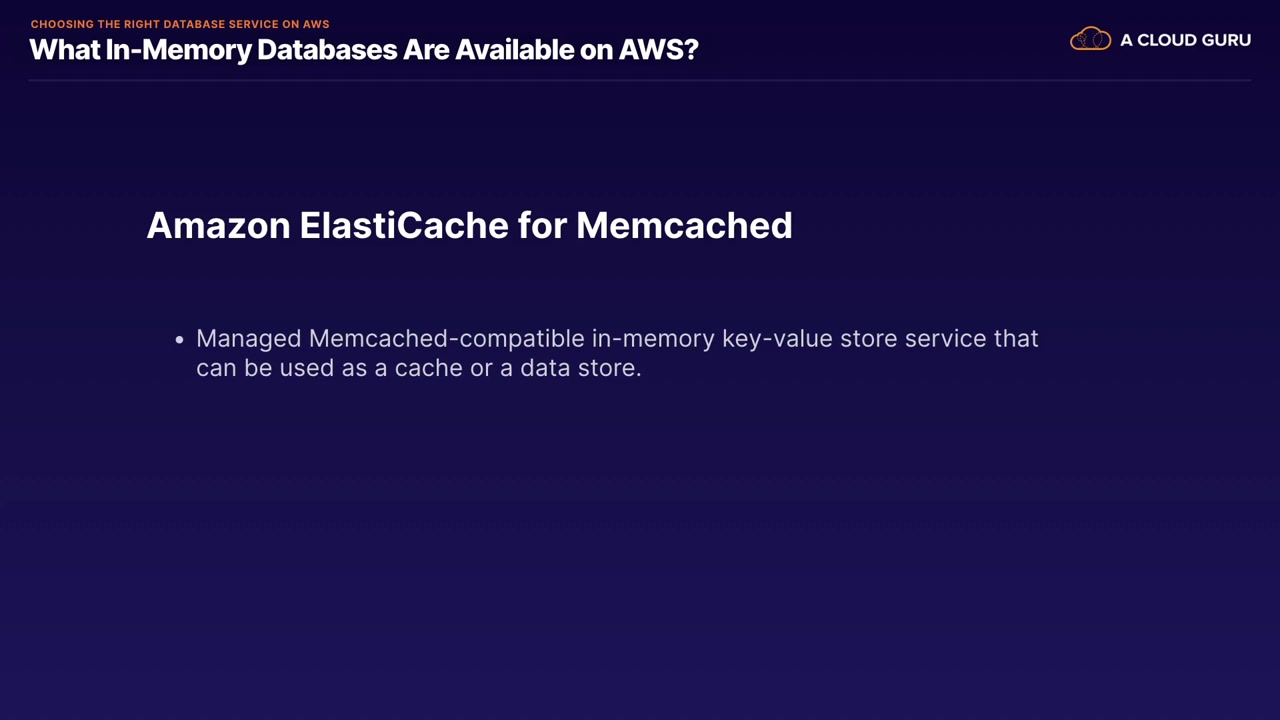 CHOOSING THE RIGHT DATABASE SERVICE ON AWS
What In-Memory Databases Are Available on AWS?
A CLOUD GURU
Amazon ElastiCache for Memcached
• Managed Memcached-compatible in-memory key-value store service that
can be used as a cache or a data store.